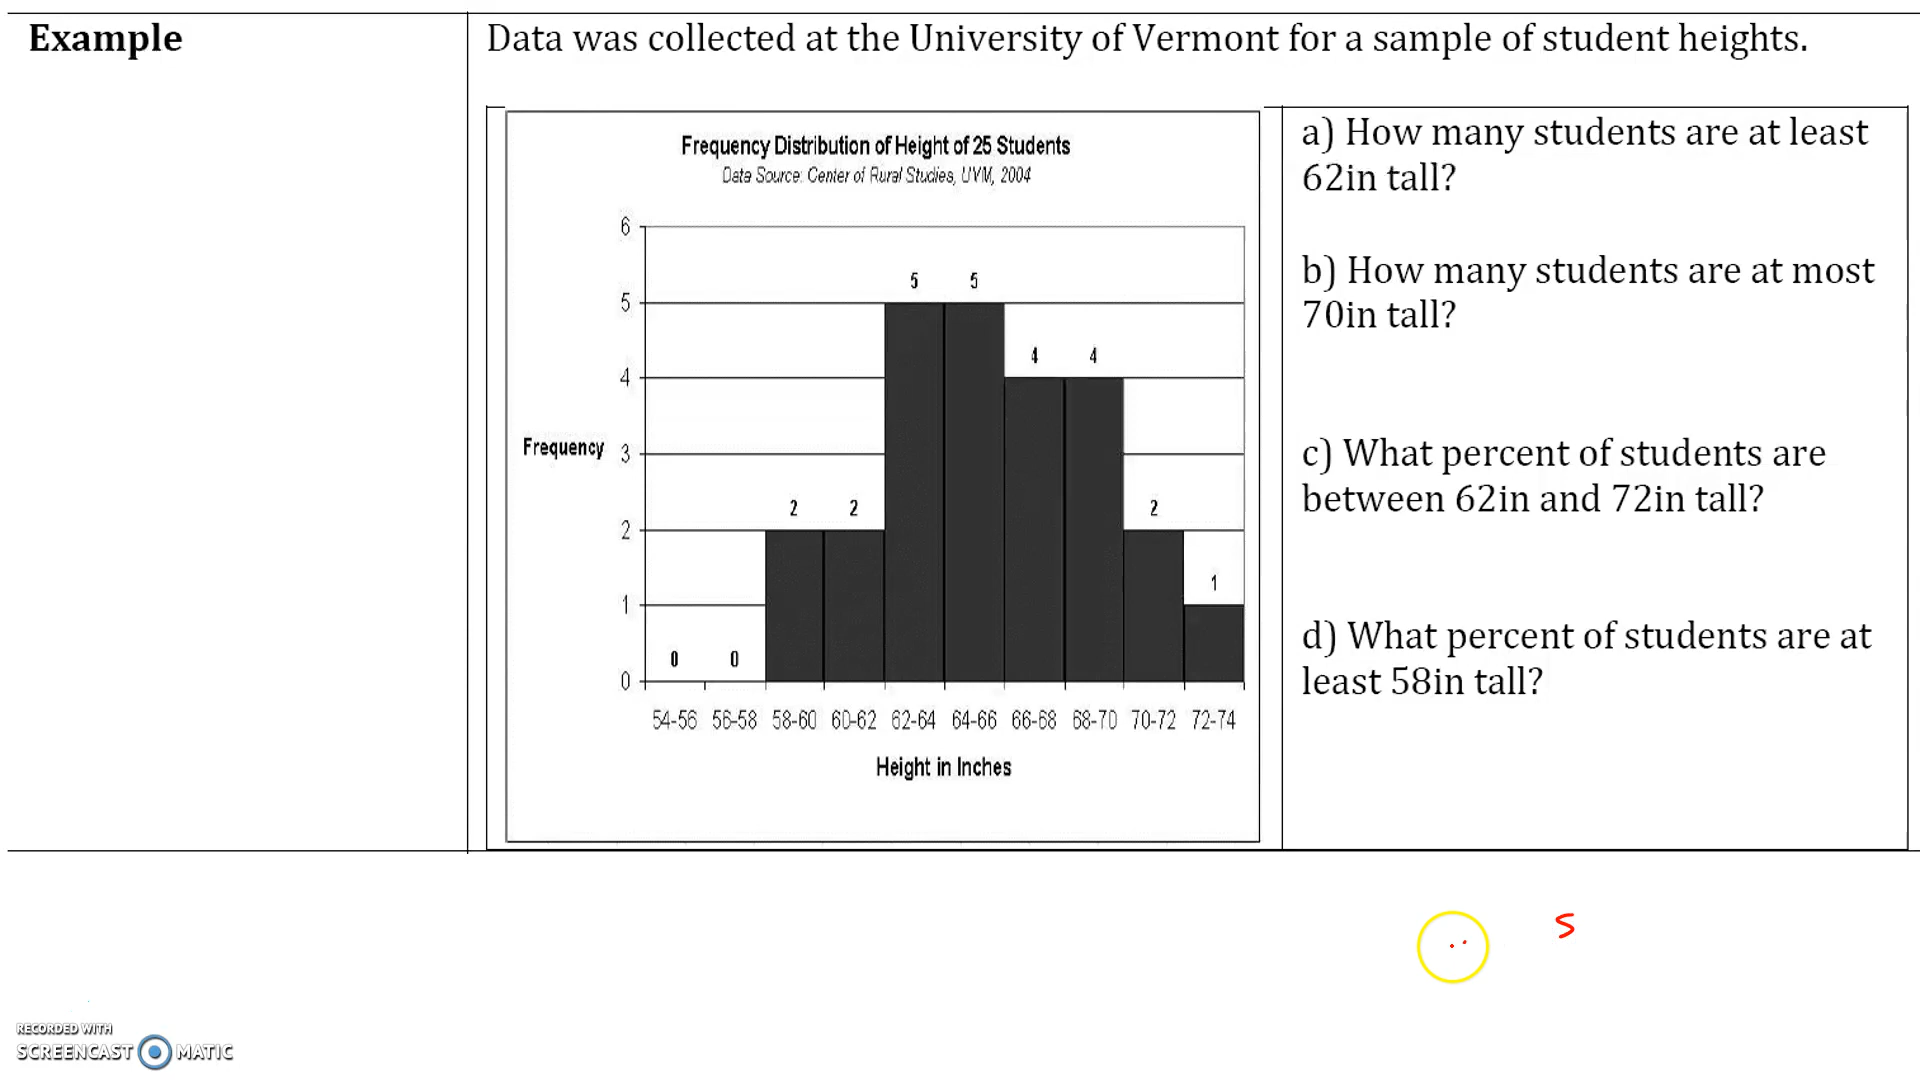 Example
Data was collected at the University of Vermont for a sample of student heights.
Frequency Distribution of Height of 25 Students
Data Source: Center of Rural Studies, UVM, 2004
6
5
4
3
2
1
0
Frequency
0 0 2 2 5 5 4 4 2 1
54-56 56-58 58-60 60-62 62-64 64-66 66-68 68-70 70-72 72-74
Height in Inches
a) How many students are at least
62in tall?
b) How many students are at most
70in tall?
c) What percent of students are
between 62in and 72in tall?
d) What percent of students are at
least 58in tall?
5
RECORDED WITH
SCREENCAST MATIC